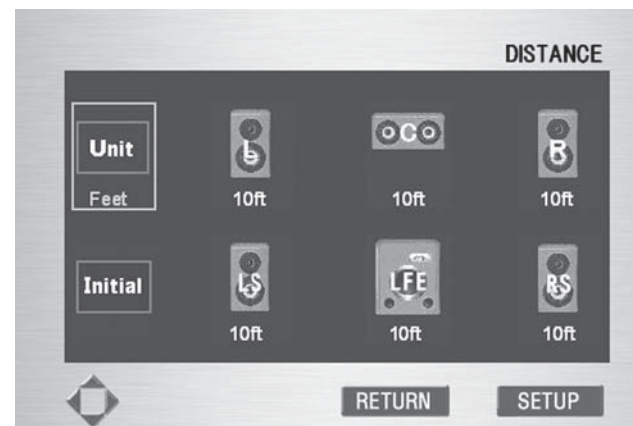 DISTANCE
Unit
Feet
L
C
R
10ft
10ft
10ft
Initial
LS
LFE
RS
10ft
10ft
10ft
RETURN
SETUP